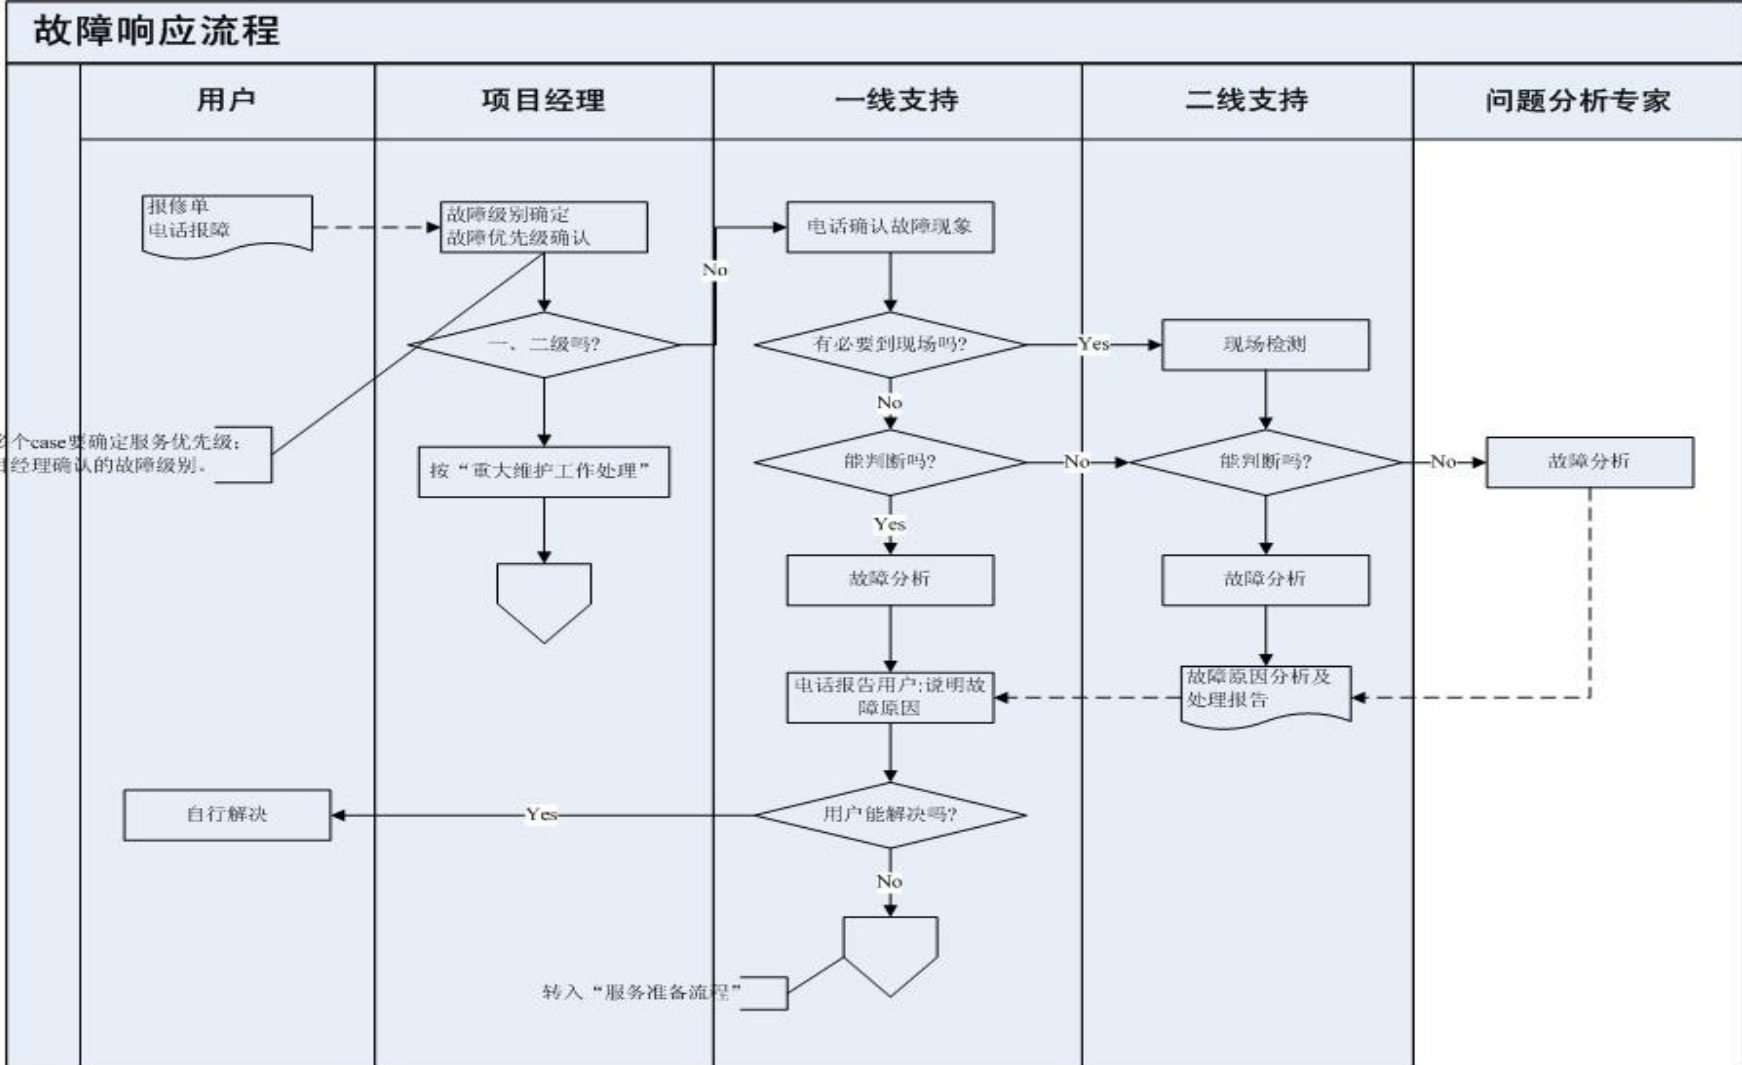 故障响应流程
用户
项目经理
一线支持
二线支持
问题分析专家
报修单
电话报障
故障级别确定
故障优先级确认
电话确认故障现象
No
一、二级吗?
有必要到现场吗?
Yes
现场检测
No
个case要确定服务优先级;
经理确认的故障级别。
按“重大维护工作处理”
能判断吗?
No
能判断吗?
No
故障分析
Yes
故障分析
故障分析
电话报告用户;说明故
障原因
故障原因分析及
处理报告
自行解决
Yes
用户能解决吗?
No
转入“服务准备流程”